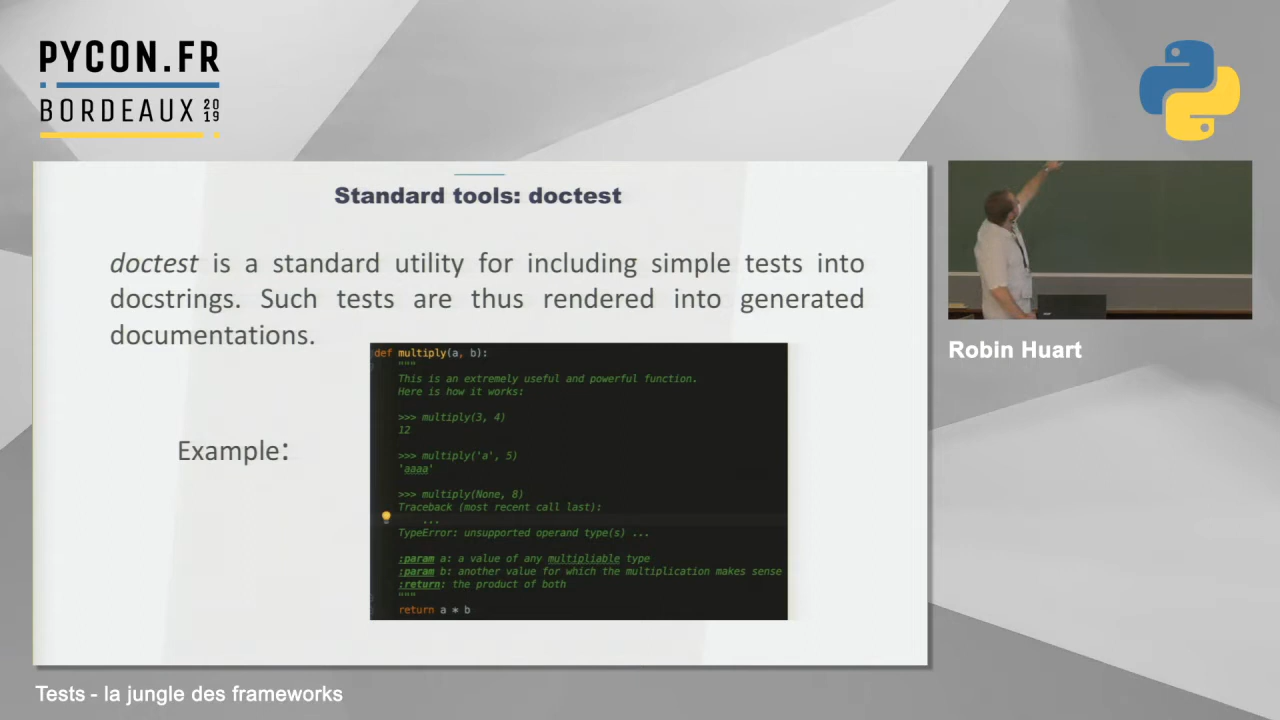 PYCON.FR
BORDEAUX 2019
Standard tools: doctest
doctest is a standard utility for including simple tests into
docstrings. Such tests are thus rendered into generated
documentations.
Example:
def multiply(a, b):
"""
This is an extremely useful and powerful function.
Here is how it works:
>>> multiply(3, 4)
12
>>> multiply('a', 5)
'aaaa'
>>> multiply(None, 8)
Traceback (most recent call last):
...
TypeError: unsupported operand type(s) ...
:param a: a value of any multipliable type
:param b: another value for which the multiplication makes sense
:return: the product of both
"""
return a * b
Robin Huart
Tests - la jungle des frameworks